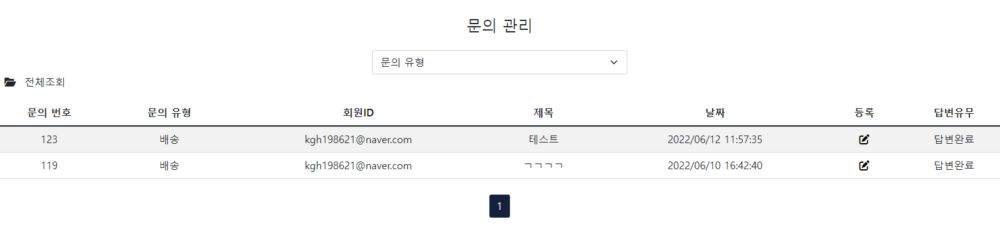 문의 관리
문의 유형
전체조회
문의 번호 문의 유형 회원ID 제목 날짜 등록 답변유무
123 배송 kgh198621@naver.com 테스트 2022/06/12 11:57:35 답변완료
119 배송 kgh198621@naver.com ㄱㄱㄱㄱ 2022/06/10 16:42:40 답변완료
1